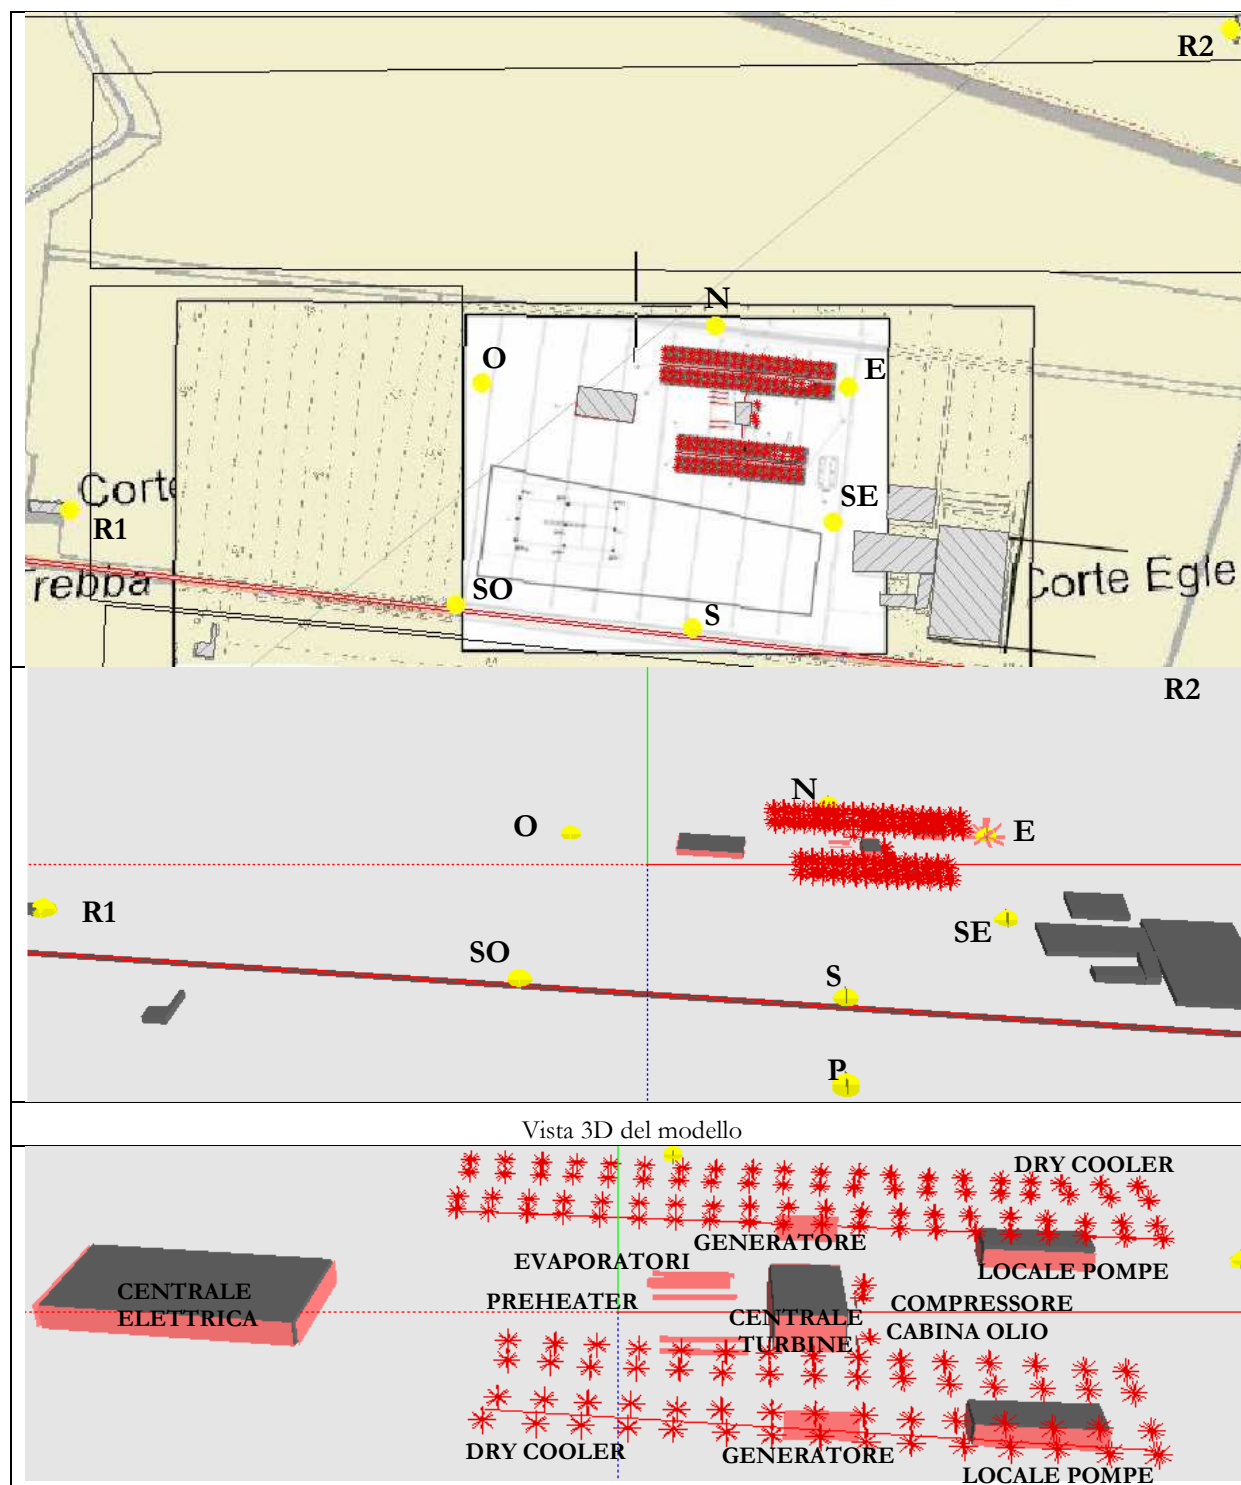 R2
N
O
E
Corte
SE
R1
Trebba
Corte Egle
SO
S
R2
N
O
E
R1
SE
SO
S
P
Vista 3D del modello
DRY COOLER
GENERATORE
EVAPORATORI
LOCALE POMPE
CENTRALE
ELETTRICA
PREHEATER
COMPRESSORE
CENTRALE
TURBINE
CABINA OLIO
DRY COOLER
GENERATORE
LOCALE POMPE